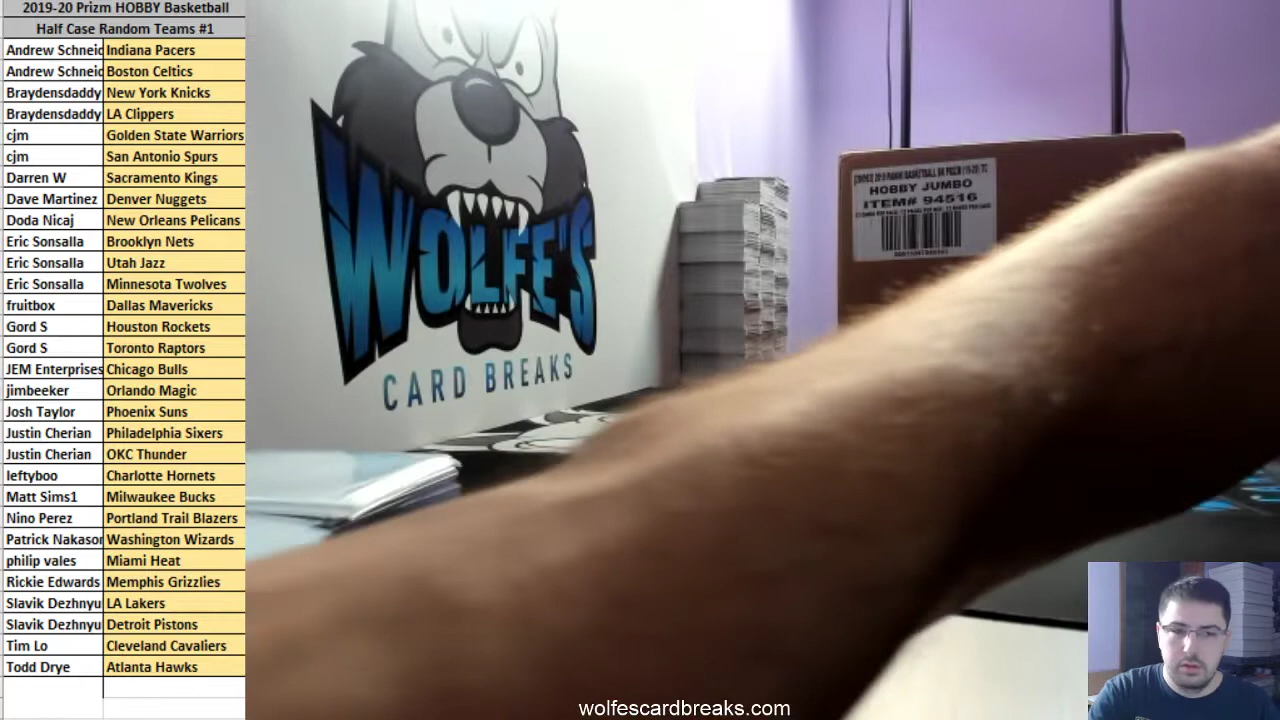 2019-20 Prizm HOBBY Basketball
Half Case Random Teams #1
Andrew Schneid Indiana Pacers
Andrew Schneid Boston Celtics
Braydensdaddy New York Knicks
Braydensdaddy LA Clippers
cjm Golden State Warriors
cjm San Antonio Spurs
Darren W Sacramento Kings
Dave Martinez Denver Nuggets
Doda Nicaj New Orleans Pelicans
Eric Sonsalla Brooklyn Nets
Eric Sonsalla Utah Jazz
Eric Sonsalla Minnesota Twolves
fruitbox Dallas Mavericks
Gord S Houston Rockets
Gord S Toronto Raptors
JEM Enterprises Chicago Bulls
jimbeeker Orlando Magic
Josh Taylor Phoenix Suns
Justin Cherian Philadelphia Sixers
Justin Cherian OKC Thunder
leftyboo Charlotte Hornets
Matt Sims1 Milwaukee Bucks
Nino Perez Portland Trail Blazers
Patrick Nakason Washington Wizards
philip vales Miami Heat
Rickie Edwards Memphis Grizzlies
Slavik Dezhnyu LA Lakers
Slavik Dezhnyu Detroit Pistons
Tim Lo Cleveland Cavaliers
Todd Drye Atlanta Hawks
WOLFE'S
CARD BREAKS
HOBBY JUMBO
ITEM# 94516
wolfescardbreaks.com